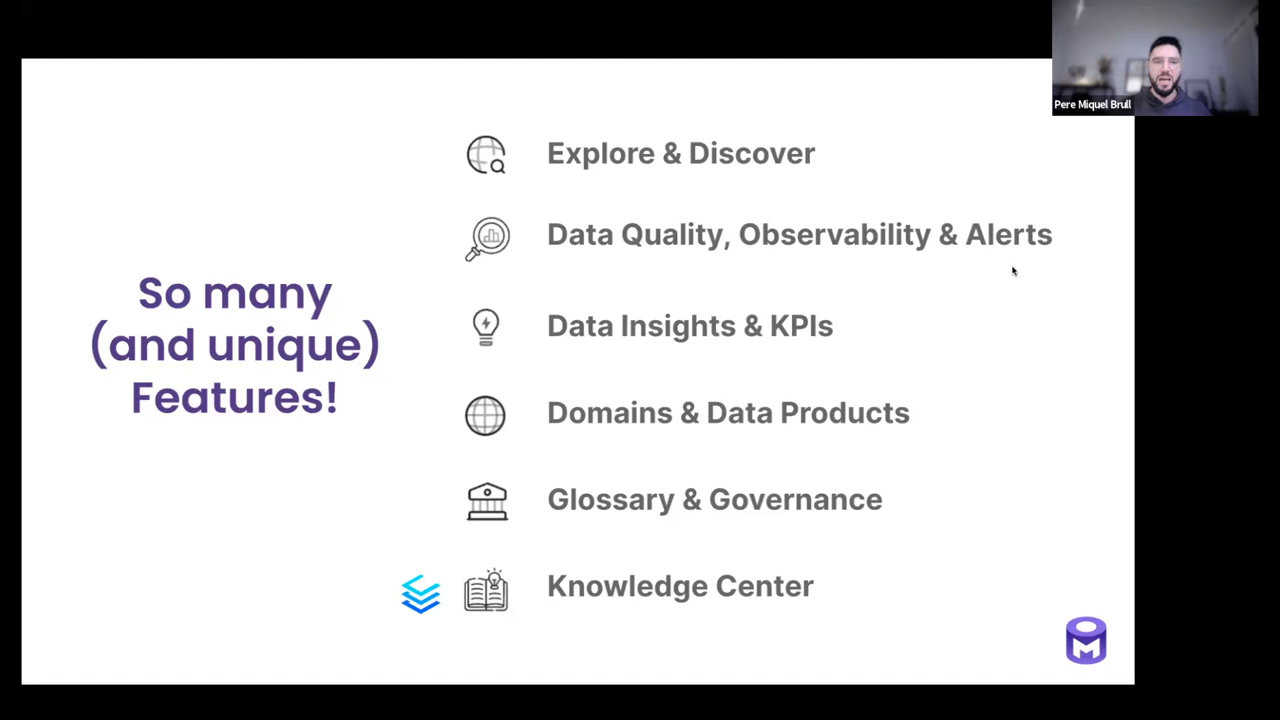 Pere Miquel Brull
So many
(and unique)
Features!
Explore & Discover
Data Quality, Observability & Alerts
Data Insights & KPIs
Domains & Data Products
Glossary & Governance
Knowledge Center
M